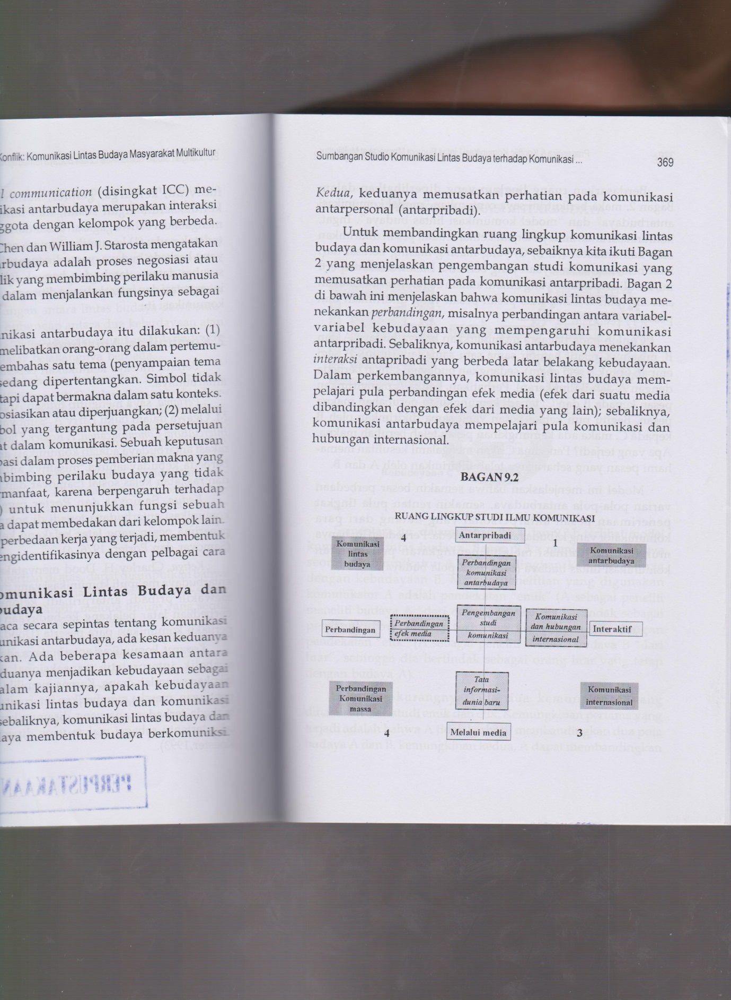 Konflik: Komunikasi Lintas Budaya Masyarakat Multikultur
l communication (disingkat ICC) me-
ikasi antarbudaya merupakan interaksi
ggota dengan kelompok yang berbeda.
Chen dan William J. Starosta mengatakan
rbudaya adalah proses negosiasi atau
lik yang membimbing perilaku manusia
dalam menjalankan fungsinya sebagai
nikasi antarbudaya itu dilakukan: (1)
melibatkan orang-orang dalam pertemu-
embahas satu tema (penyampaian tema
sedang dipertentangkan. Simbol tidak
tapi dapat bermakna dalam satu konteks.
osiasikan atau diperjuangkan; (2) melalui
bol yang tergantung pada persetujuan
at dalam komunikasi. Sebuah keputusan
pasi dalam proses pemberian makna yang
bimbing perilaku budaya yang tidak
manfaat, karena berpengaruh terhadap
) untuk menunjukkan fungsi sebuah
a dapat membedakan dari kelompok lain.
perbedaan kerja yang terjadi, membentuk
engidentifikasinya dengan pelbagai cara
omunikasi Lintas Budaya dan
budaya
aca secara sepintas tentang komunikasi
unikasi antarbudaya, ada kesan keduanya
kan. Ada beberapa kesamaan antara
duanya menjadikan kebudayaan sebagai
alam kajiannya, apakah kebudayaan
unikasi lintas budaya dan komunikasi
sebaliknya, komunikasi lintas budaya dan
aya membentuk budaya berkomuniksi.
PERPUSTAKAAN
Sumbangan Studio Komunikasi Lintas Budaya terhadap Komunikasi ...
369
Kedua, keduanya memusatkan perhatian pada komunikasi
antarpersonal (antarpribadi).
Untuk membandingkan ruang lingkup komunikasi lintas
budaya dan komunikasi antarbudaya, sebaiknya kita ikuti Bagan
2 yang menjelaskan pengembangan studi komunikasi yang
memusatkan perhatian pada komunikasi antarpribadi. Bagan 2
di bawah ini menjelaskan bahwa komunikasi lintas budaya me-
nekankan perbandingan, misalnya perbandingan antara variabel-
variabel kebudayaan yang mempengaruhi komunikasi
antarpribadi. Sebaliknya, komunikasi antarbudaya menekankan
interaksi antapribadi yang berbeda latar belakang kebudayaan.
Dalam perkembangannya, komunikasi lintas budaya mem-
pelajari pula perbandingan efek media (efek dari suatu media
dibandingkan dengan efek dari media yang lain); sebaliknya,
komunikasi antarbudaya mempelajari pula komunikasi dan
hubungan internasional.
BAGAN 9.2
RUANG LINGKUP STUDI ILMU KOMUNIKASI
Komunikasi
lintas
budaya
4
Antarpribadi
1
Komunikasi
antarbudaya
Perbandingan
komunikasi
antarbudaya
Perbandingan
Perbandingan
efek media
Pengembangan
studi
komunikasi
Komunikasi
dan hubungan
internasional
Interaktif
Perbandingan
Komunikasi
massa
Tata
informasi-
dunia baru
Komunikasi
internasional
4
Melalui media
3